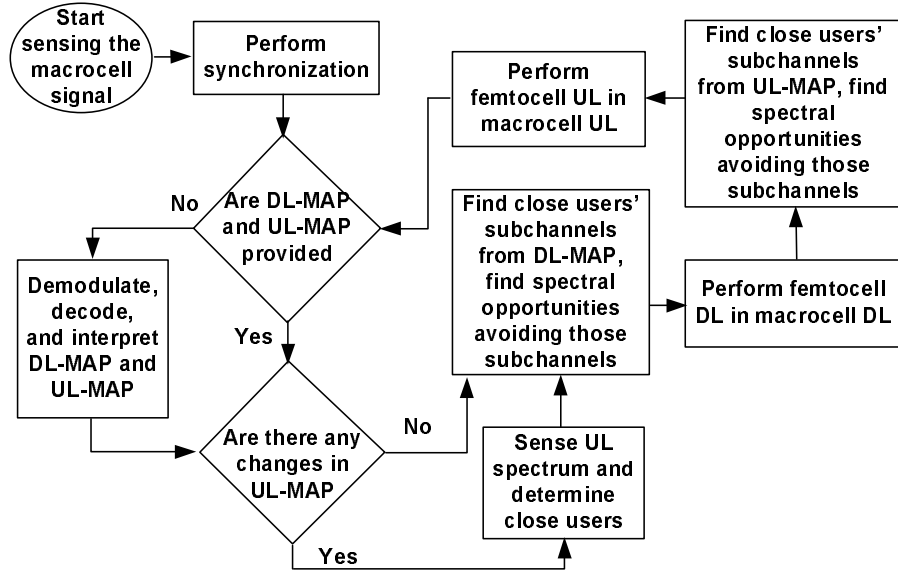 Start
sensing the
macrocell
signal
Perform
synchronization
Are DL-MAP
and UL-MAP
provided
No
Yes
Demodulate,
decode,
and interpret
DL-MAP and
UL-MAP
Are there any
changes in
UL-MAP
No
Yes
Sense UL
spectrum and
determine
close users
Find close users’
subchannels
from DL-MAP,
find spectral
opportunities
avoiding those
subchannels
Perform femtocell
DL in macrocell DL
Find close users’
subchannels
from UL-MAP, find
spectral
opportunities
avoiding those
subchannels
Perform
femtocell UL in
macrocell UL